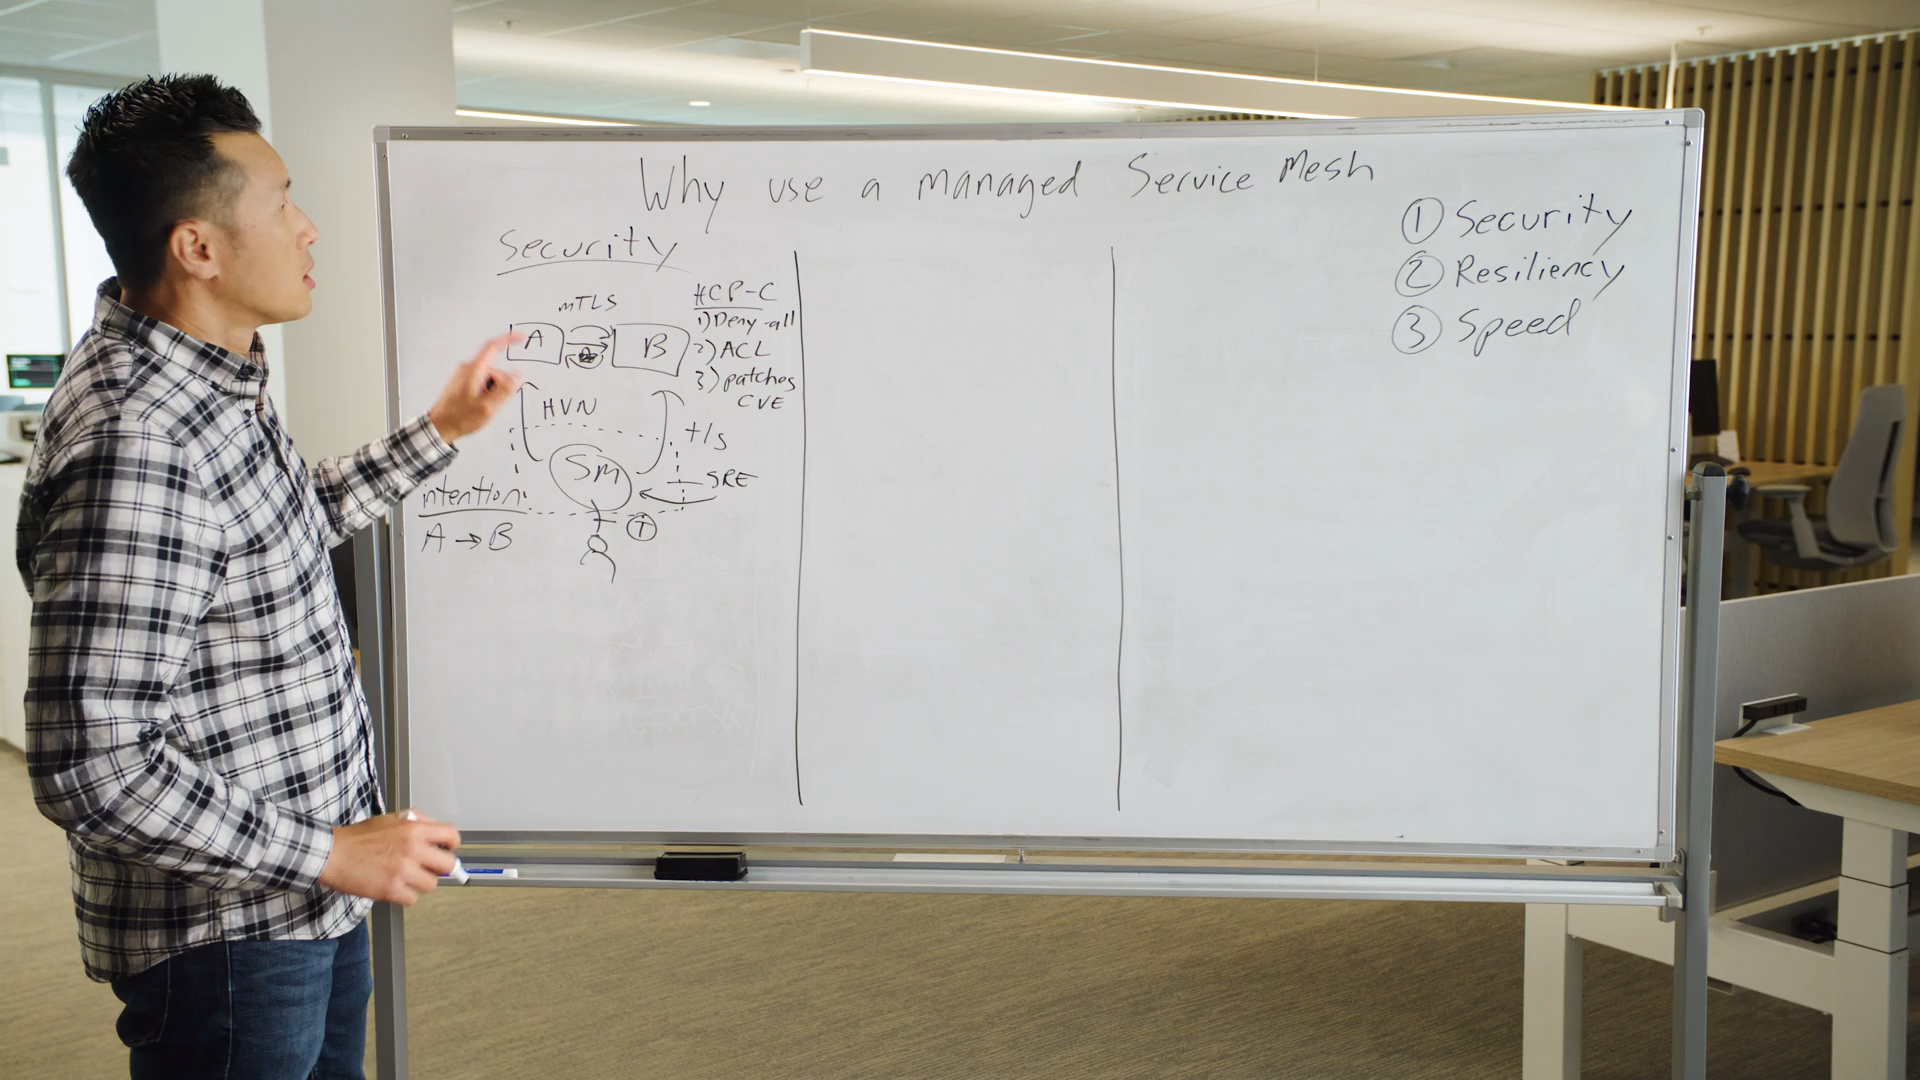 Why use a managed Service Mesh
① Security
② Resiliency
③ Speed
Security
mTLS
A
B
HCP-C
1) Deny-all
2) ACL
3) patches
CVE
HVN
t/s
SM
SRE
intention:
A → B
T